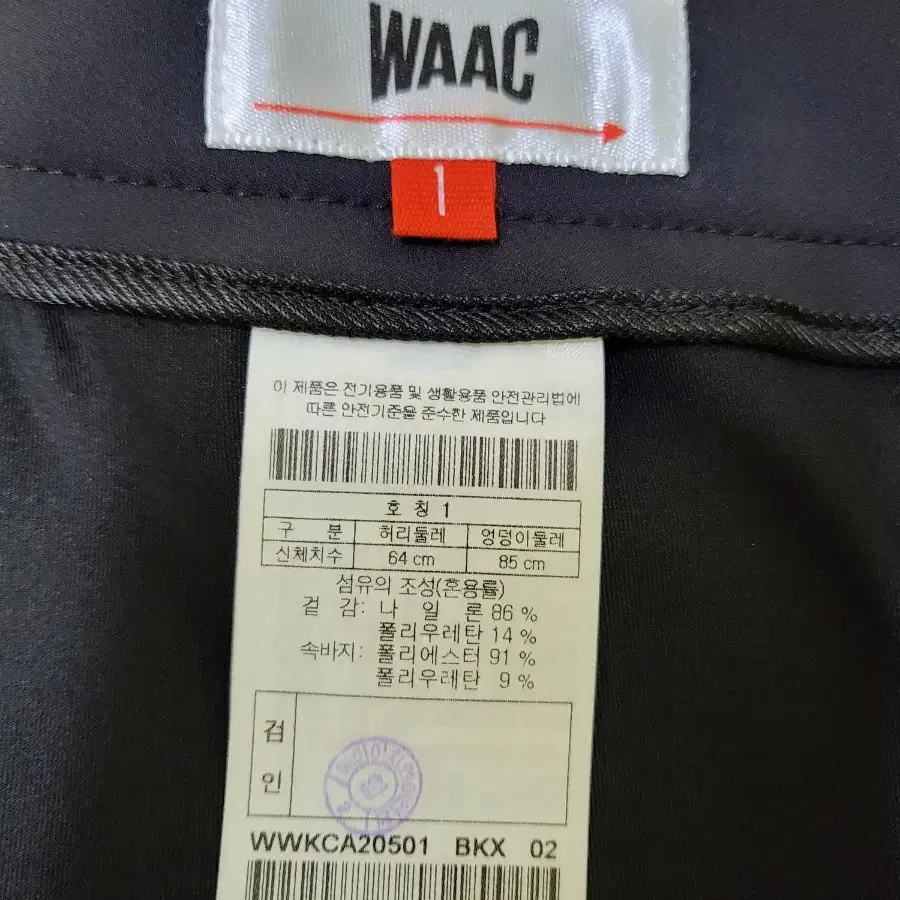 WAAC
1
이 제품은 전기용품 및 생활용품 안전관리법에
따른 안전기준을 준수한 제품입니다
호 칭 1
구 분 허리둘레 엉덩이둘레
신체치수 64 cm 85 cm
섬유의 조성(혼용률)
겉 감: 나 일 론 86 %
폴리우레탄 14 %
속바지: 폴리에스터 91 %
폴리우레탄 9 %
검
인
WWKCA20501 BKX 02